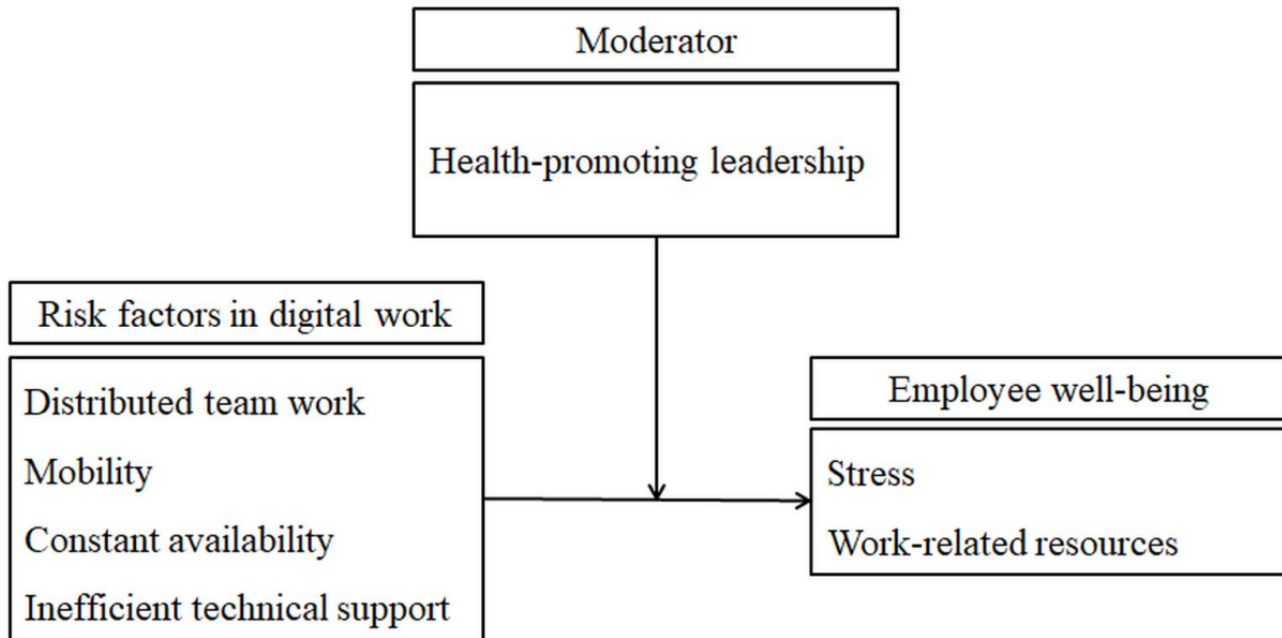 Moderator
Health-promoting leadership
Risk factors in digital work
Distributed team work
Mobility
Constant availability
Inefficient technical support
Employee well-being
Stress
Work-related resources